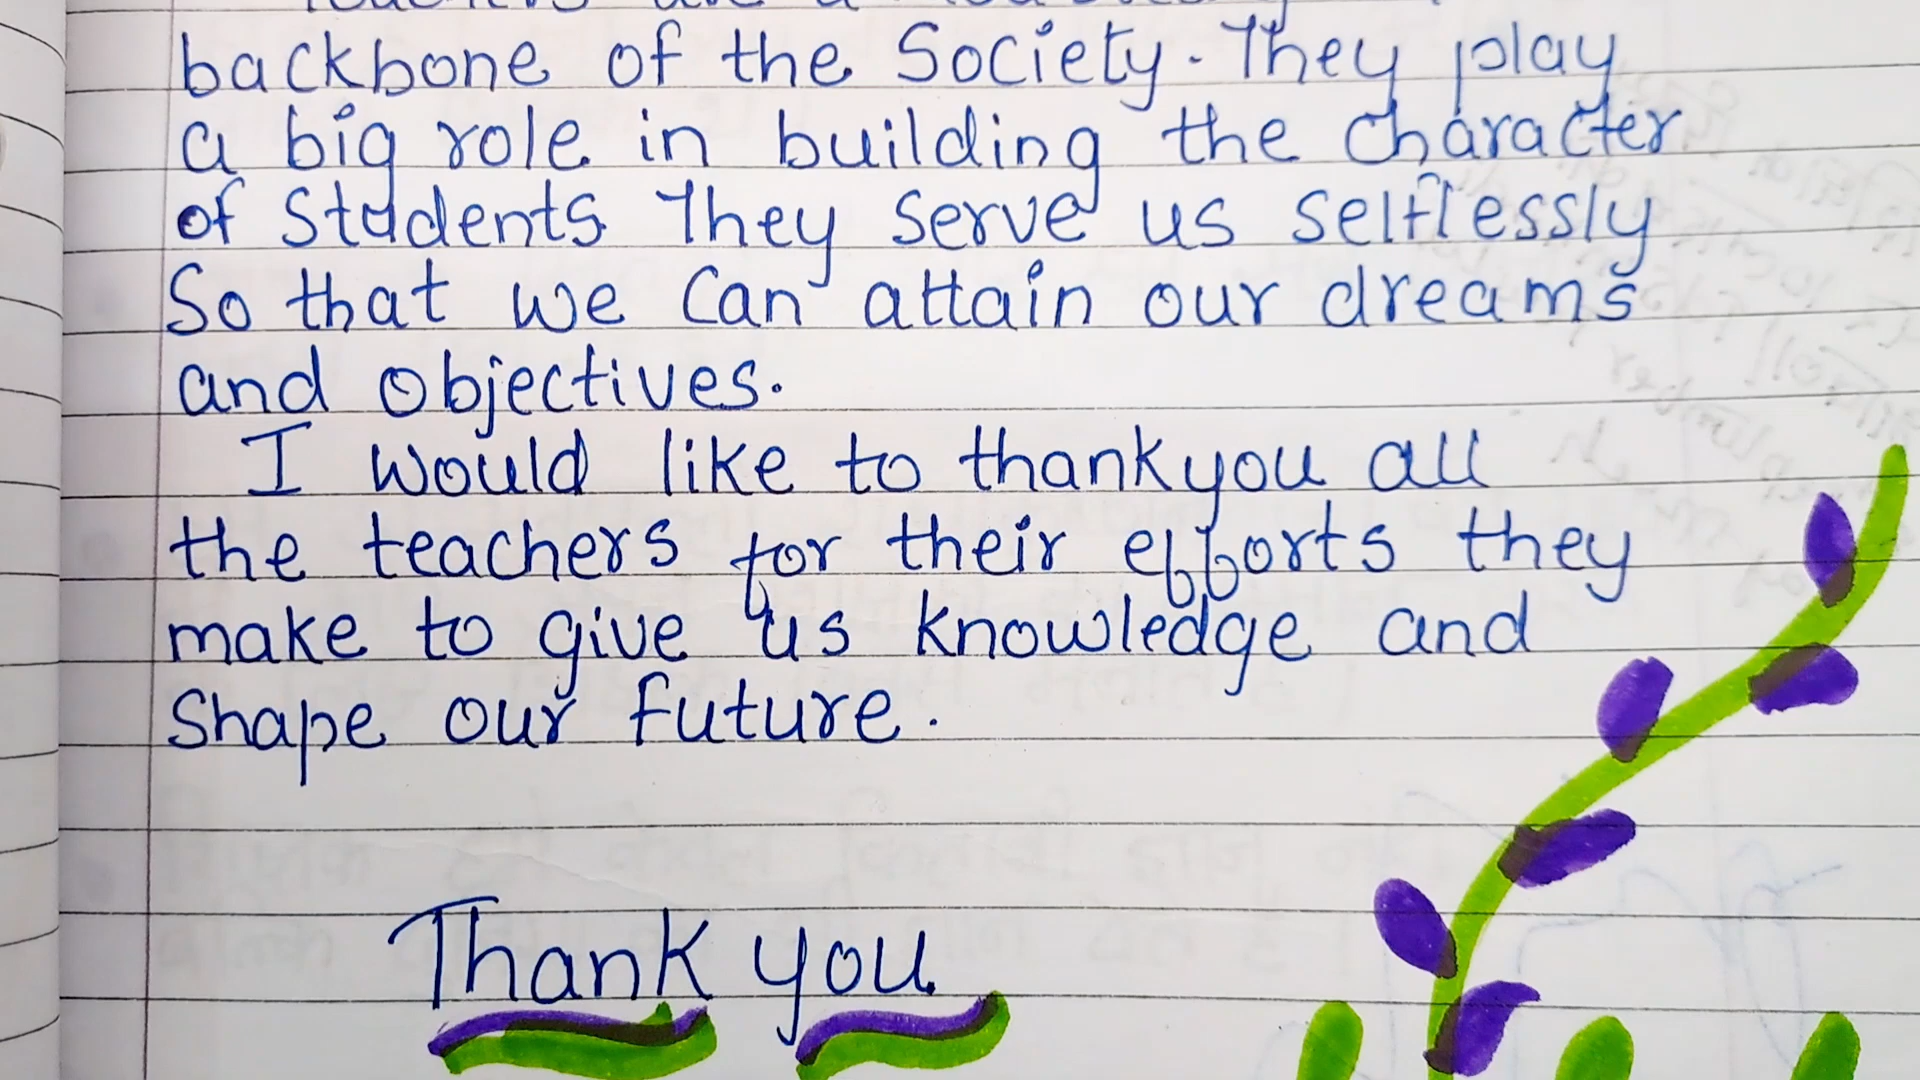 Teachers are a
backbone of the Society. They play
a big role in building the character
of Students They serve us selflessly
So that we Can attain our dreams
and objectives.
I would like to thankyou all
the teachers for their efforts they
make to give us knowledge and
Shape our future.
Thank you